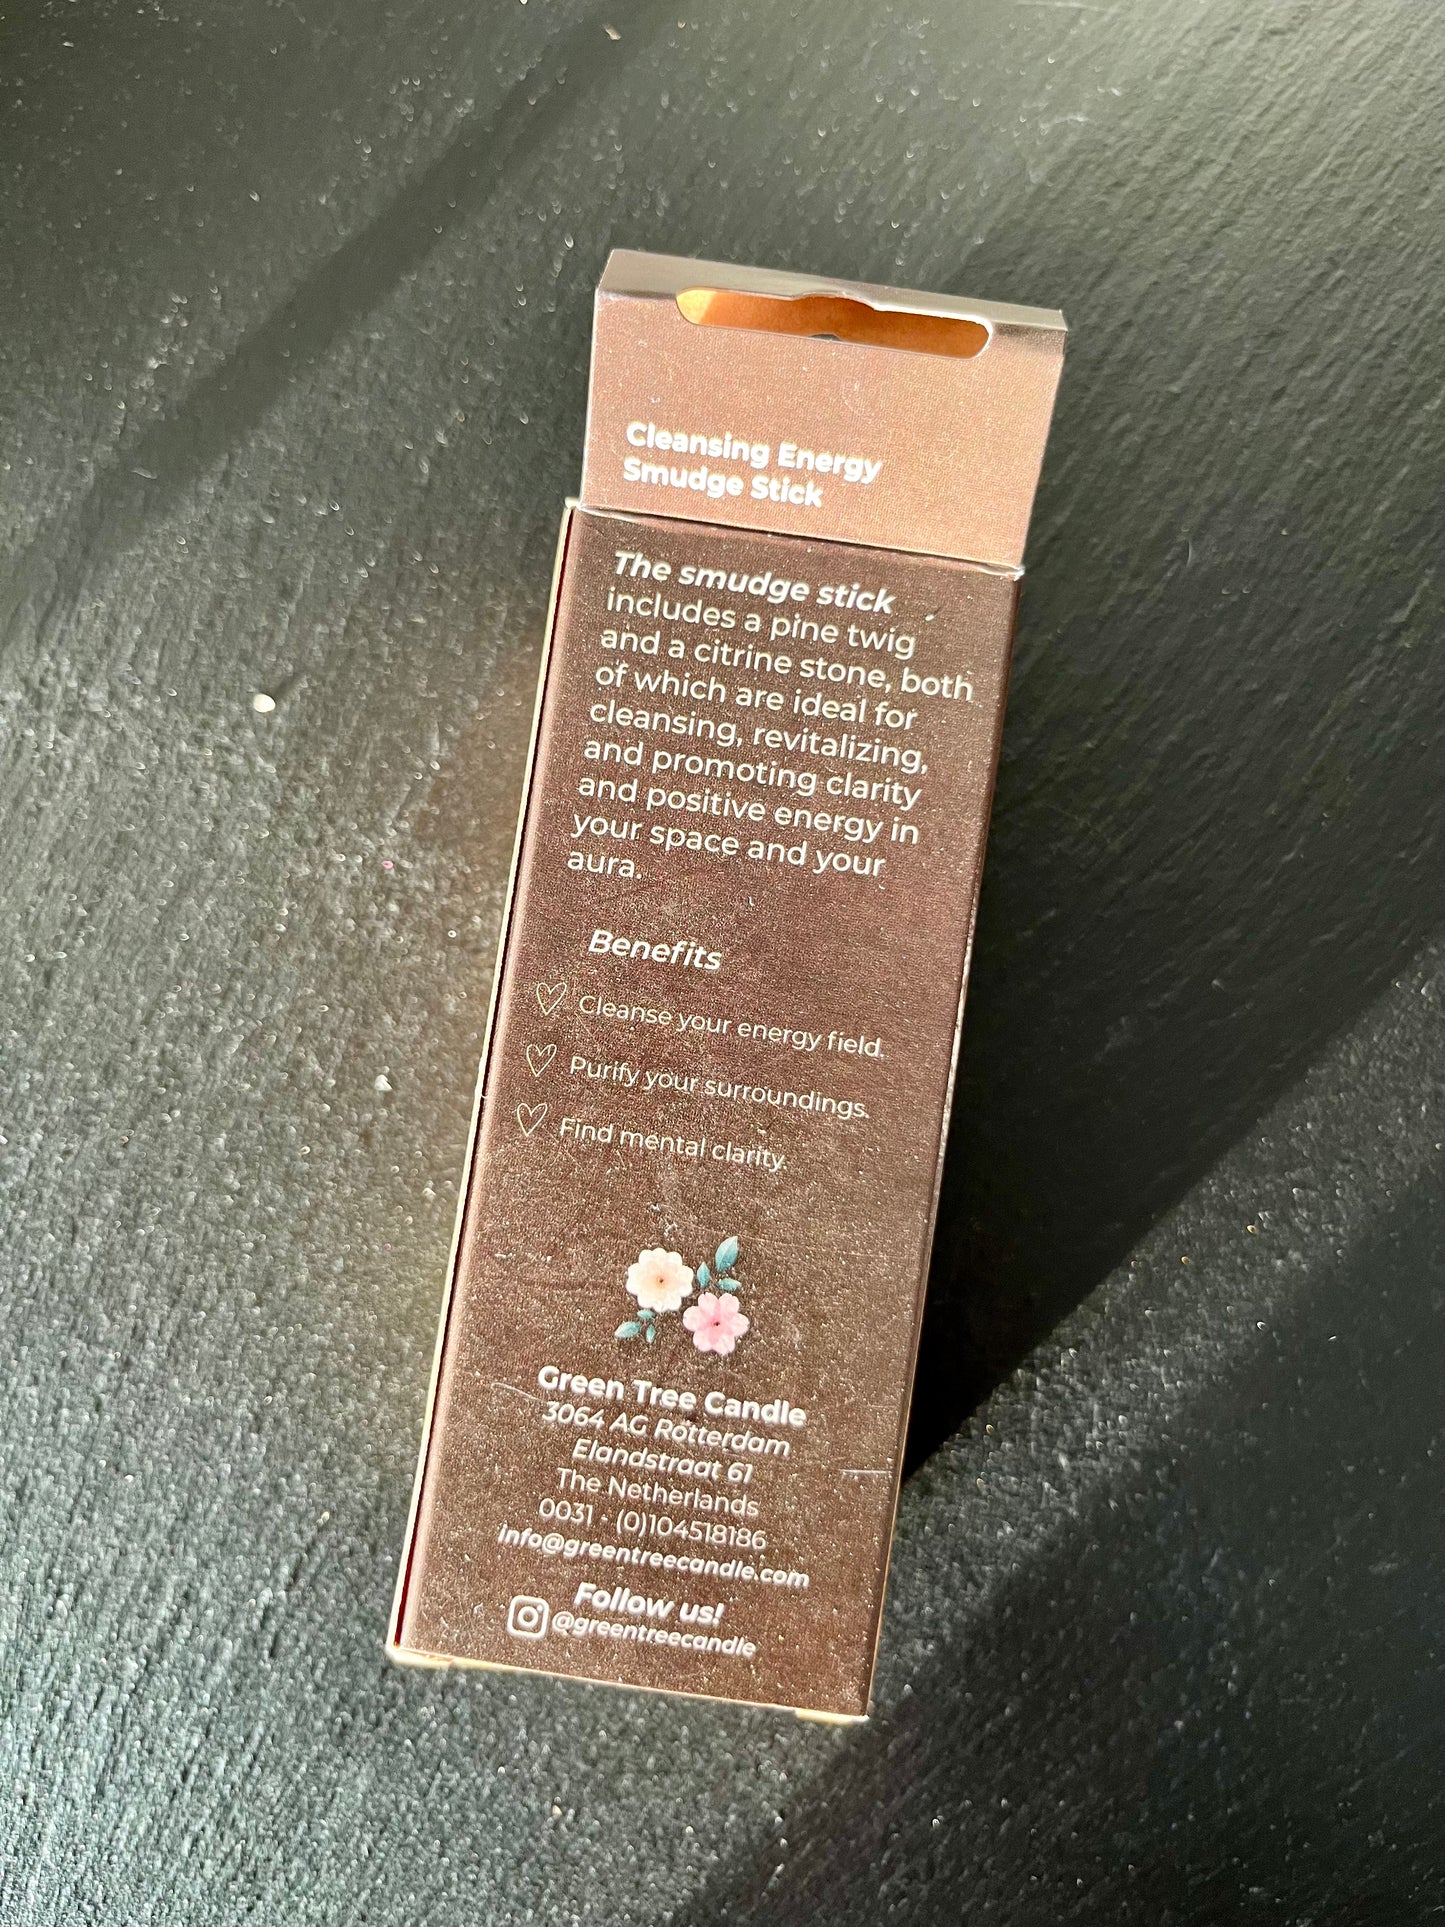 Cleansing Energy
Smudge Stick
The smudge stick
includes a pine twig
and a citrine stone, both
of which are ideal for
cleansing, revitalizing,
and promoting clarity
and positive energy in
your space and your
aura.
Benefits
Cleanse your energy field.
Purify your surroundings.
Find mental clarity.
Green Tree Candle
3064 AG Rotterdam
Elandstraat 61
The Netherlands
0031 - (0)104518186
info@greentreecandle.com
Follow us!
@greentreecandle